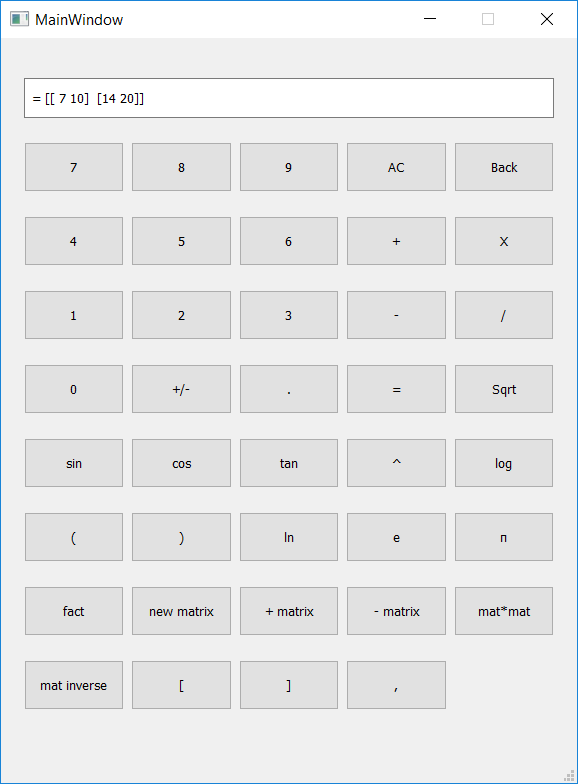 MainWindow
= [[ 7 10]  [14 20]]
7 8 9 AC Back
4 5 6 + X
1 2 3 - /
0 +/- . = Sqrt
sin cos tan ^ log
( ) ln e π
fact new matrix + matrix - matrix mat*mat
mat inverse [ ] ,